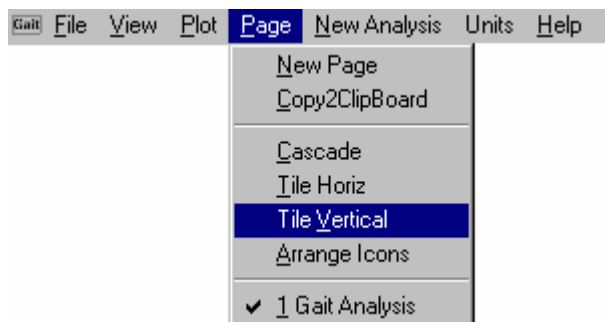 Gait File View Plot Page New Analysis Units Help
New Page
Copy2ClipBoard
Cascade
Tile Horiz
Tile Vertical
Arrange Icons
✔ 1 Gait Analysis